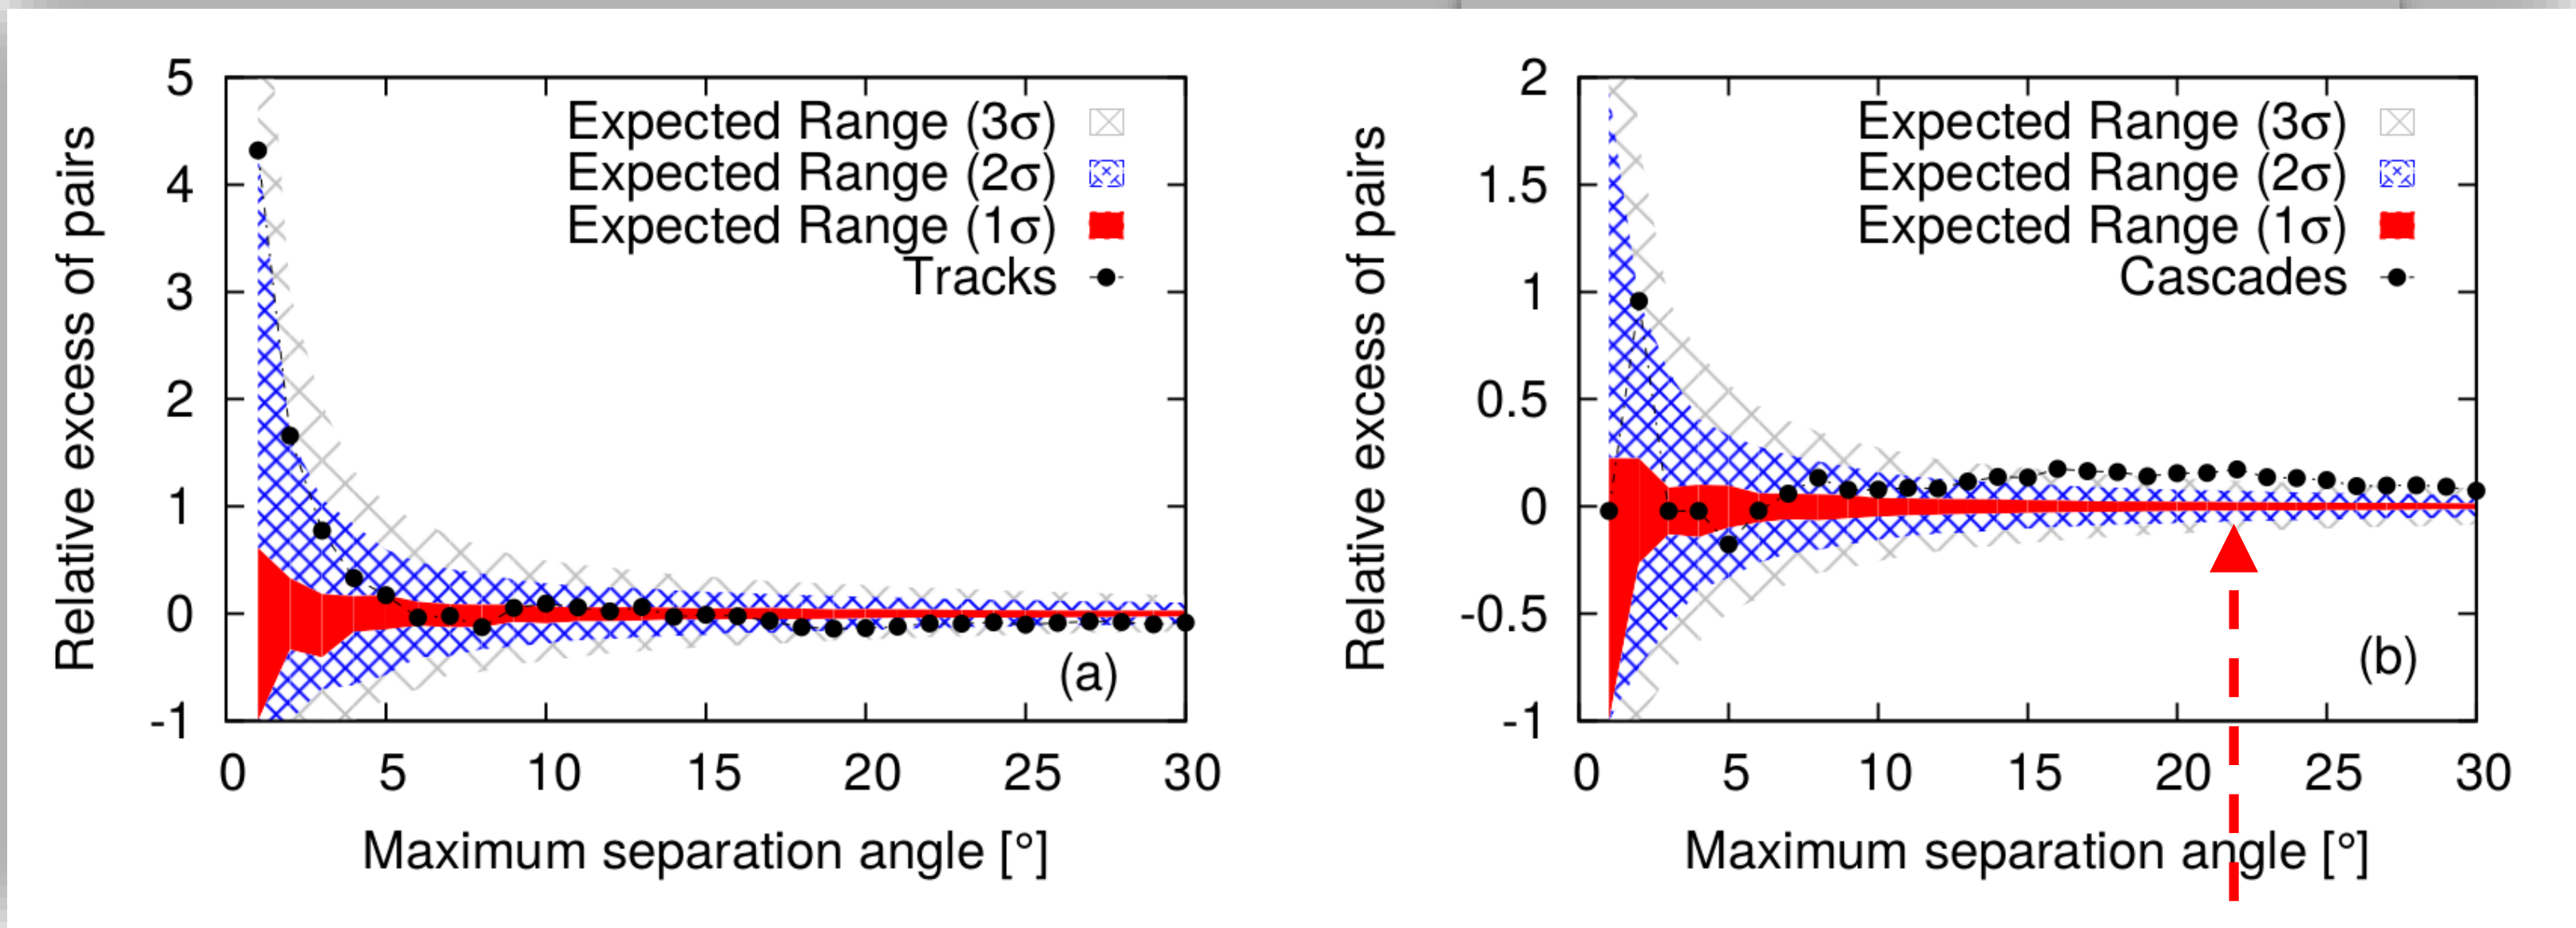 5
4
3
2
1
0
-1
Relative excess of pairs
Expected Range (3σ)
Expected Range (2σ)
Expected Range (1σ)
Tracks
(a)
0 5 10 15 20 25 30
Maximum separation angle [°]
2
1.5
1
0.5
0
-0.5
-1
Relative excess of pairs
Expected Range (3σ)
Expected Range (2σ)
Expected Range (1σ)
Cascades
(b)
0 5 10 15 20 25 30
Maximum separation angle [°]